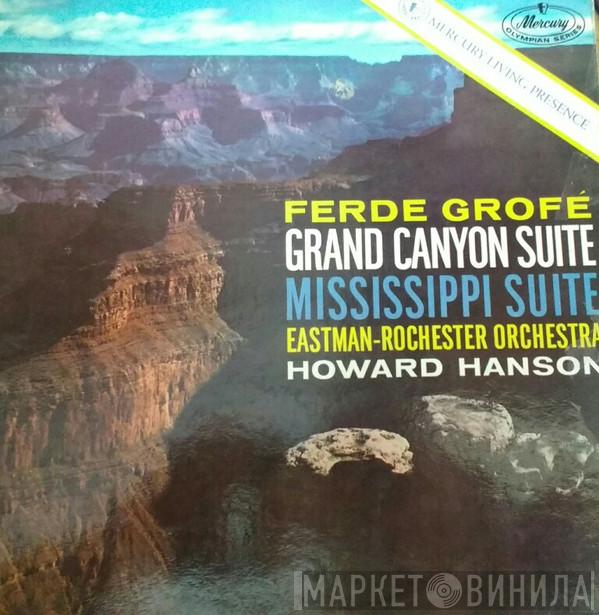 Mercury
OLYMPIAN SERIES
MERCURY LIVING PRESENCE
FERDE GROFÉ
GRAND CANYON SUITE
MISSISSIPPI SUITE
EASTMAN-ROCHESTER ORCHESTRA
HOWARD HANSON
МАРКЕТ ВИНИЛА